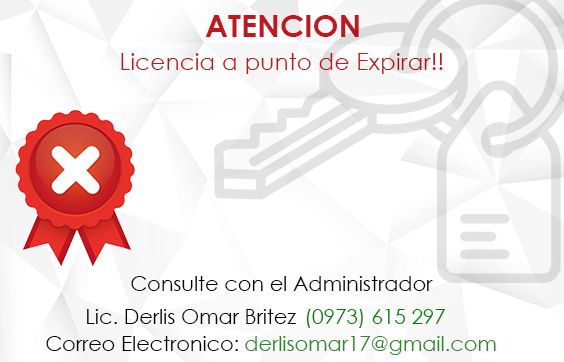 ATENCION
Licencia a punto de Expirar!!
Consulte con el Administrador
Lic. Derlis Omar Britez (0973) 615 297
Correo Electronico: derlisomar17@gmail.com